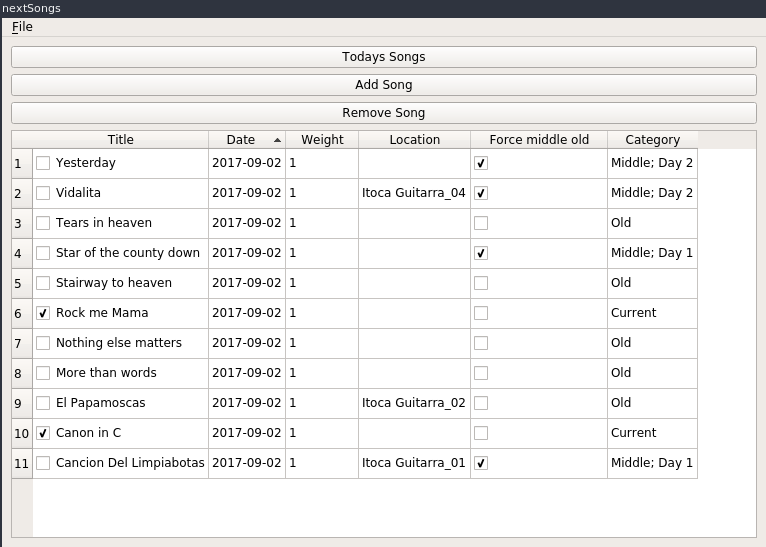 nextSongs
File
Todays Songs
Add Song
Remove Song
Title Date Weight Location Force middle old Category
1 Yesterday 2017-09-02 1 Middle; Day 2
2 Vidalita 2017-09-02 1 Itoca Guitarra_04 Middle; Day 2
3 Tears in heaven 2017-09-02 1 Old
4 Star of the county down 2017-09-02 1 Middle; Day 1
5 Stairway to heaven 2017-09-02 1 Old
6 Rock me Mama 2017-09-02 1 Current
7 Nothing else matters 2017-09-02 1 Old
8 More than words 2017-09-02 1 Old
9 El Papamoscas 2017-09-02 1 Itoca Guitarra_02 Old
10 Canon in C 2017-09-02 1 Current
11 Cancion Del Limpiabotas 2017-09-02 1 Itoca Guitarra_01 Middle; Day 1